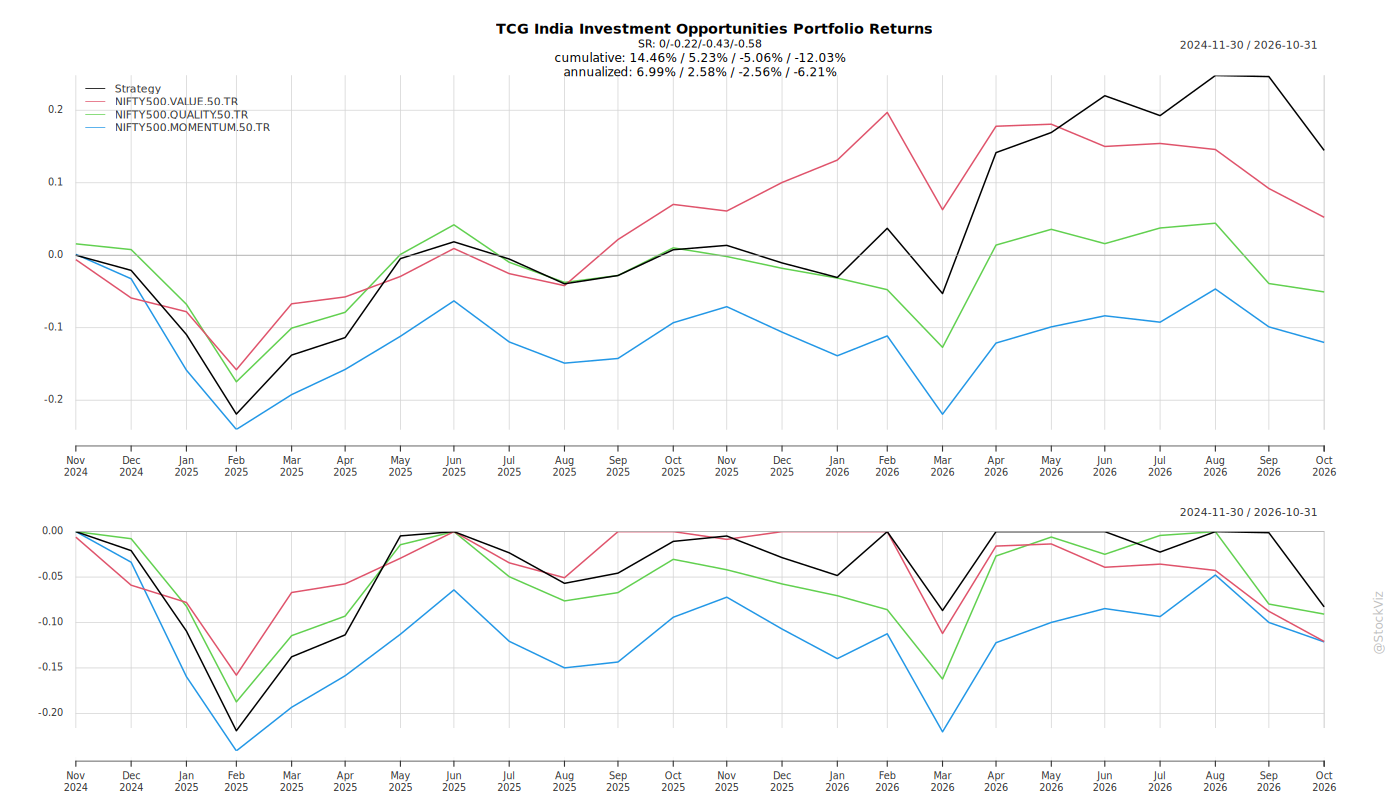 TCG India Investment Opportunities Portfolio Returns
SR: 0/-0.22/-0.43/-0.58
cumulative: 14.46% / 5.23% / -5.06% / -12.03%
annualized: 6.99% / 2.58% / -2.56% / -6.21%
2024-11-30 / 2026-10-31
Strategy
NIFTY500.VALUE.50.TR
NIFTY500.QUALITY.50.TR
NIFTY500.MOMENTUM.50.TR
0.2
0.1
0.0
-0.1
-0.2
Nov Dec Jan Feb Mar Apr May Jun Jul Aug Sep Oct Nov Dec Jan Feb Mar Apr May Jun Jul Aug Sep Oct
2024 2024 2025 2025 2025 2025 2025 2025 2025 2025 2025 2025 2025 2025 2026 2026 2026 2026 2026 2026 2026 2026 2026 2026
2024-11-30 / 2026-10-31
0.00
-0.05
-0.10
-0.15
-0.20
Nov Dec Jan Feb Mar Apr May Jun Jul Aug Sep Oct Nov Dec Jan Feb Mar Apr May Jun Jul Aug Sep Oct
2024 2024 2025 2025 2025 2025 2025 2025 2025 2025 2025 2025 2025 2025 2026 2026 2026 2026 2026 2026 2026 2026 2026 2026
@StockViz